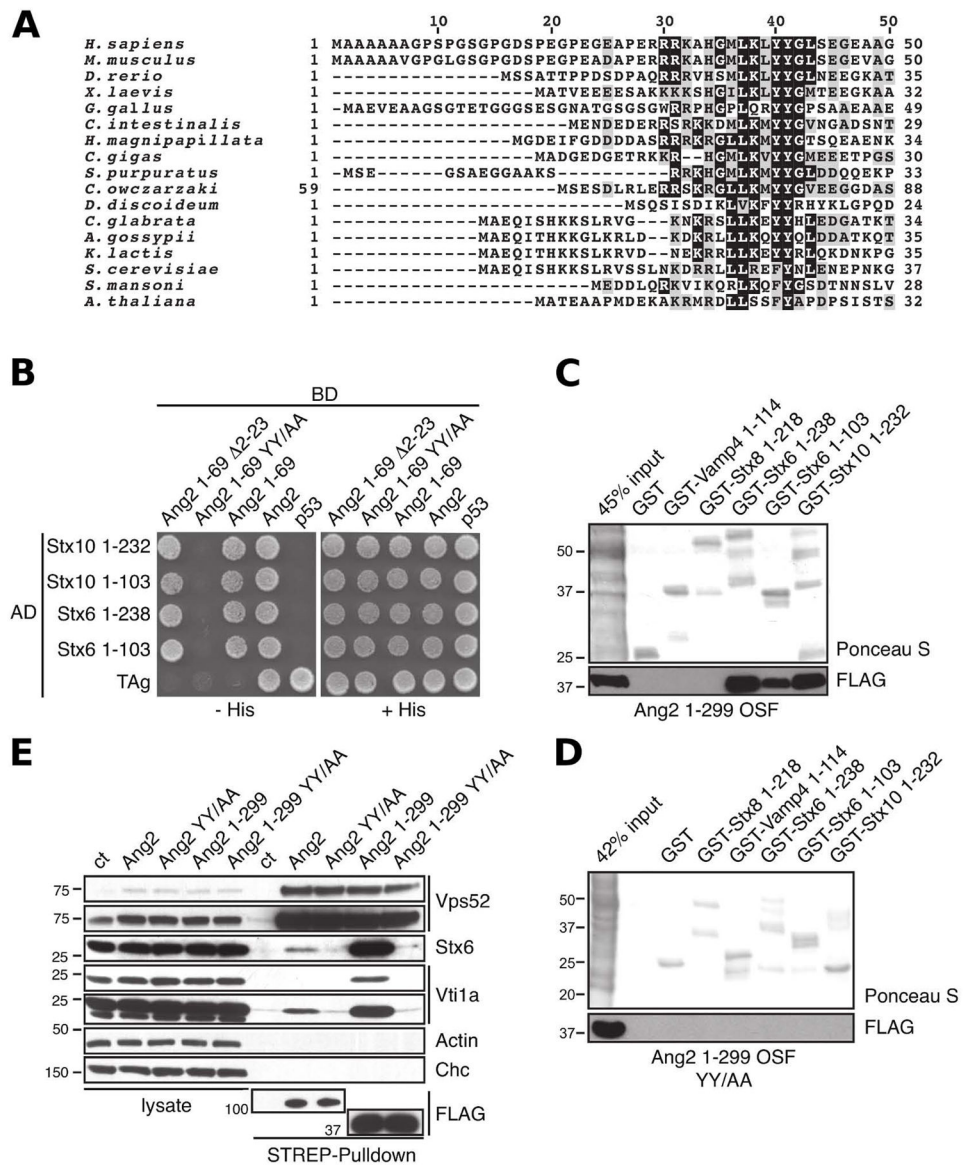 A
10 20 30 40 50
H. sapiens 1 MAAAAAAGPSPGSGPGDSPEGPEGEAPERRRKAHGMLKLYYGLSEGEAAG 50
M. musculus 1 MAAAAAVGPGLGSGPGDSPEGPEADAPERRRKAHGMLKLYYGLSEGEVAG 50
D. rerio 1 ---------------MSSATTPPDSDPAQRRRVHSMLKLYYGLNEEGKAT 35
X. laevis 1 ------------------MATVEEEESAKKKKSHGILKLYYGMTEEGKAA 32
G. gallus 1 -MAEVEAAGSGTETGGGSESGNATGSGSGWRRPHGPLQRYYGPSAAEAAE 49
C. intestinalis 1 ---------------------MENDEDERRSRKKDMLKMYYGVNGADSNT 29
H. magnipapillata 1 ----------------MGDEIFGDDDDASRRRKRGLLKMYYGTSQEAENK 34
C. gigas 1 ------------------MADGEDGETRKKR--HGMLKVYYGMEEETPGS 30
S. purpuratus 1 -MSE------GSAEGGAAKS----------RRKHGMLKMYYGLDDQQEKP 33
C. owczarzaki 59 --------------------MSESDLRLERRSKRGLLKMYYGVEEGGDAS 88
D. discoideum 1 --------------------------MSQSISDIKLVKFYYRHYKLGPQD 24
C. glabrata 1 -------------MAEQISHKKSLRVG---KNKRSLLKEYYHLEDGATKT 34
A. gossypii 1 -------------MAEQITHKKGLKRLD--KDKRLLLKQYYQLDDATKQT 35
K. lactis 1 -------------MAEQITHKKSLKRVD--NEKRLLLKEYYRLQKDNKPG 35
S. cerevisiae 1 -------------MAEQISHKKSLRVSSLNKDRRLLLREFYNLENEPNKG 37
S. mansoni 1 -----------------------MEDDLQRKVIKQRLKQFYGSDTNNSLV 28
A. thaliana 1 ------------------MATEAAPMDEKAKRMRDLLSSFYAPDPSISTS 32
B
BD
Ang2 1-69 Δ2-23 Ang2 1-69 YY/AA Ang2 1-69 Ang2 p53 Ang2 1-69 Δ2-23 Ang2 1-69 YY/AA Ang2 1-69 Ang2 p53
AD
Stx10 1-232
Stx10 1-103
Stx6 1-238
Stx6 1-103
TAg
- His + His
C
45% input GST GST-Vamp4 1-114 GST-Stx8 1-218 GST-Stx6 1-238 GST-Stx6 1-103 GST-Stx10 1-232
50
37
25 Ponceau S
37 FLAG
Ang2 1-299 OSF
D
42% input GST GST-Stx8 1-218 GST-Vamp4 1-114 GST-Stx6 1-238 GST-Stx6 1-103 GST-Stx10 1-232
50
37
25
20 Ponceau S
37 FLAG
Ang2 1-299 OSF
YY/AA
E
ct Ang2 Ang2 YY/AA Ang2 1-299 Ang2 1-299 YY/AA ct Ang2 Ang2 YY/AA Ang2 1-299 Ang2 1-299 YY/AA
75
75 Vps52
25 Stx6
25
25 Vti1a
50 Actin
150 Chc
lysate 100 37 FLAG
STREP-Pulldown